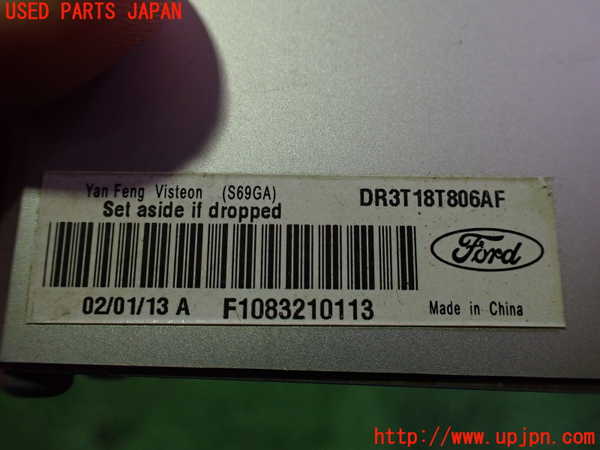 USED PARTS JAPAN
Yan Feng Visteon (S69GA)
DR3T18T806AF
Set aside if dropped
Ford
02/01/13 A F1083210113
Made in China
http://www.upjpn.com/